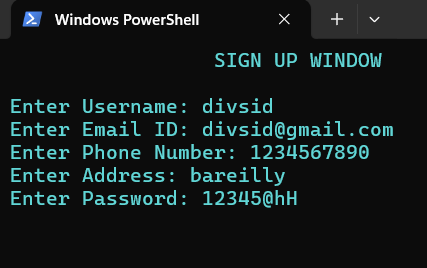 Windows PowerShell
SIGN UP WINDOW
Enter Username: divsid
Enter Email ID: divsid@gmail.com
Enter Phone Number: 1234567890
Enter Address: bareilly
Enter Password: 12345@hH